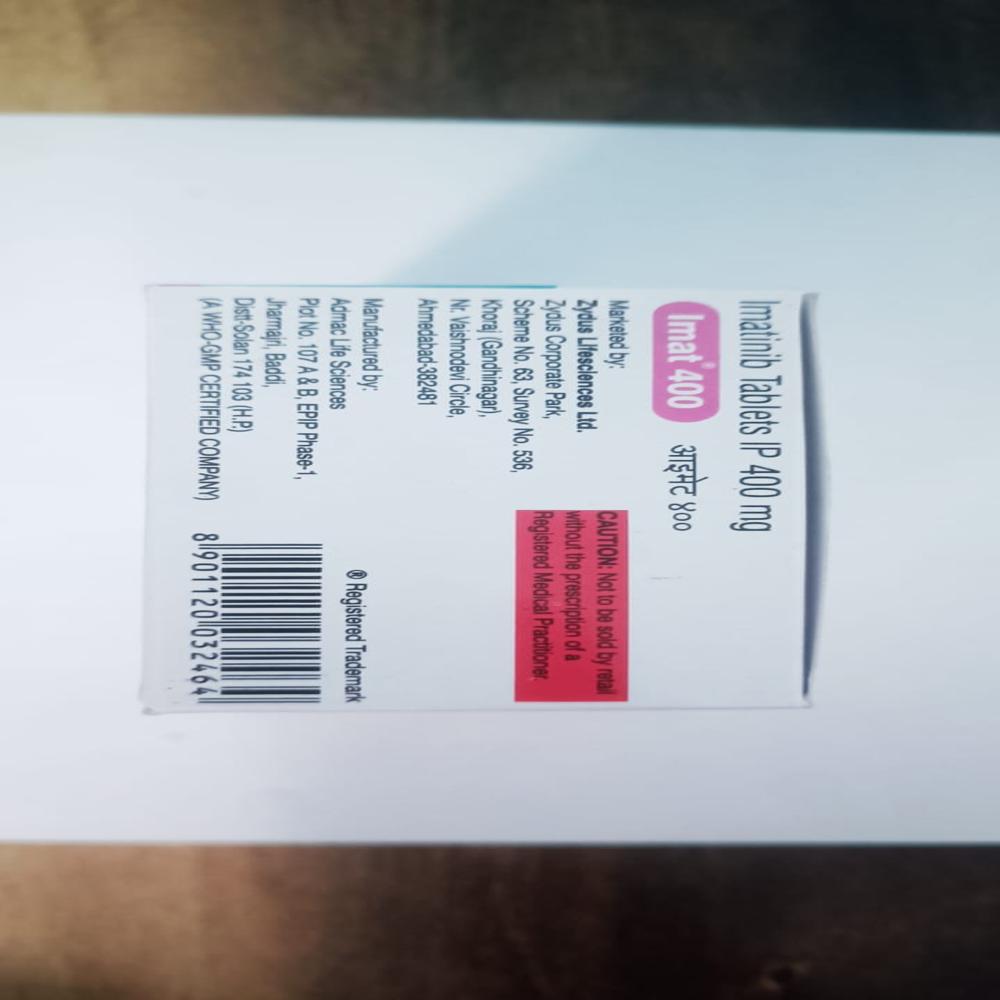 Imatinib Tablets IP 400 mg
Imat® 400 आइमेट ४००
Marketed by:
Zydus Lifesciences Ltd.
Zydus Corporate Park,
Scheme No. 63, Survey No. 536,
Khoraj (Gandhinagar),
Nr. Vaishnodevi Circle,
Ahmedabad-382481
CAUTION: Not to be sold by retail
without the prescription of a
Registered Medical Practitioner.
Manufactured by:
Admac Life Sciences
Plot No. 107 A & B, EPIP Phase-1,
Jharmajri, Baddi,
Distt-Solan 174 103 (H.P.)
(A WHO-GMP CERTIFIED COMPANY)
® Registered Trademark
8 901120 032464